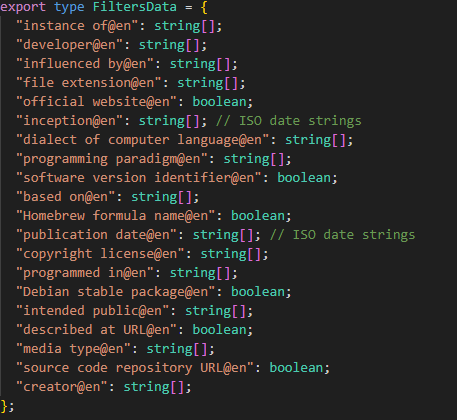 export type FiltersData = {
  "instance of@en": string[];
  "developer@en": string[];
  "influenced by@en": string[];
  "file extension@en": string[];
  "official website@en": boolean;
  "inception@en": string[]; // ISO date strings
  "dialect of computer language@en": string[];
  "programming paradigm@en": string[];
  "software version identifier@en": boolean;
  "based on@en": string[];
  "Homebrew formula name@en": boolean;
  "publication date@en": string[]; // ISO date strings
  "copyright license@en": string[];
  "programmed in@en": string[];
  "Debian stable package@en": boolean;
  "intended public@en": string[];
  "described at URL@en": boolean;
  "media type@en": string[];
  "source code repository URL@en": boolean;
  "creator@en": string[];
};